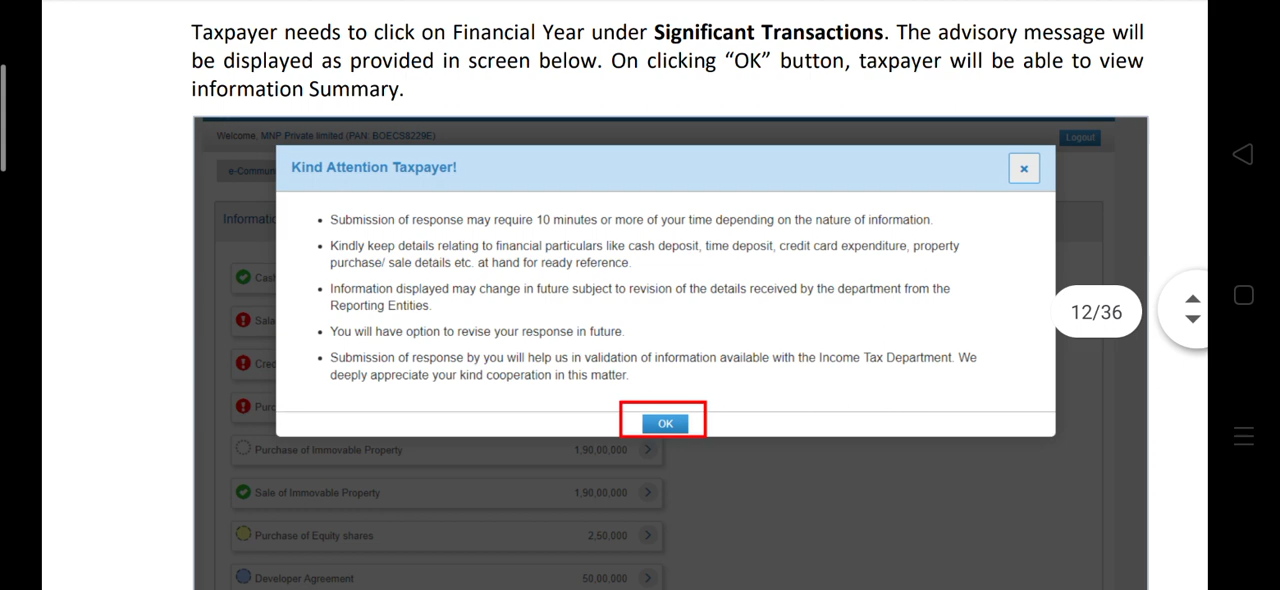 Taxpayer needs to click on Financial Year under Significant Transactions. The advisory message will
be displayed as provided in screen below. On clicking “OK” button, taxpayer will be able to view
information Summary.
Welcome, MNP Private limited (PAN: BOECS8229E)
Logout
e-Commun
Kind Attention Taxpayer!
×
Informatio
• Submission of response may require 10 minutes or more of your time depending on the nature of information.
• Kindly keep details relating to financial particulars like cash deposit, time deposit, credit card expenditure, property
purchase/ sale details etc. at hand for ready reference.
Cash
• Information displayed may change in future subject to revision of the details received by the department from the
Reporting Entities.
Sala
12/36
• You will have option to revise your response in future.
• Submission of response by you will help us in validation of information available with the Income Tax Department. We
deeply appreciate your kind cooperation in this matter.
Cred
Purc
OK
Purchase of Immovable Property 1,90,00,000
Sale of Immovable Property 1,90,00,000
Purchase of Equity shares 2,50,000
Developer Agreement 50,00,000